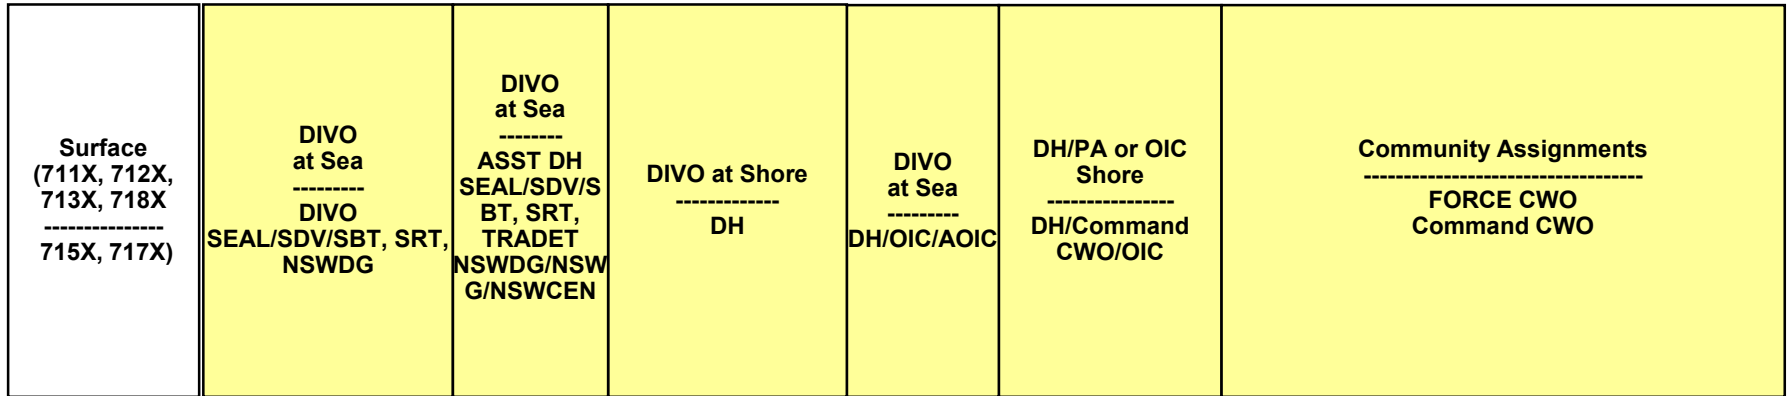 Surface
(711X, 712X,
713X, 718X
---------------
715X, 717X)
DIVO
at Sea
---------
DIVO
SEAL/SDV/SBT, SRT,
NSWDG
DIVO
at Sea
--------
ASST DH
SEAL/SDV/S
BT, SRT,
TRADET
NSWDG/NSW
G/NSWCEN
DIVO at Shore
-------------
DH
DIVO
at Sea
---------
DH/OIC/AOIC
DH/PA or OIC
Shore
----------------
DH/Command
CWO/OIC
Community Assignments
-----------------------------------
FORCE CWO
Command CWO